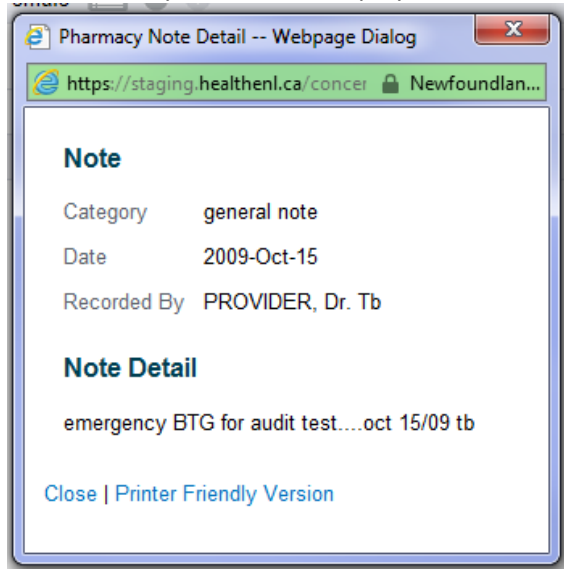 Pharmacy Note Detail -- Webpage Dialog
X
https://staging.healthenl.ca/concer Newfoundlan...
Note
Category general note
Date 2009-Oct-15
Recorded By PROVIDER, Dr. Tb
Note Detail
emergency BTG for audit test....oct 15/09 tb
Close | Printer Friendly Version